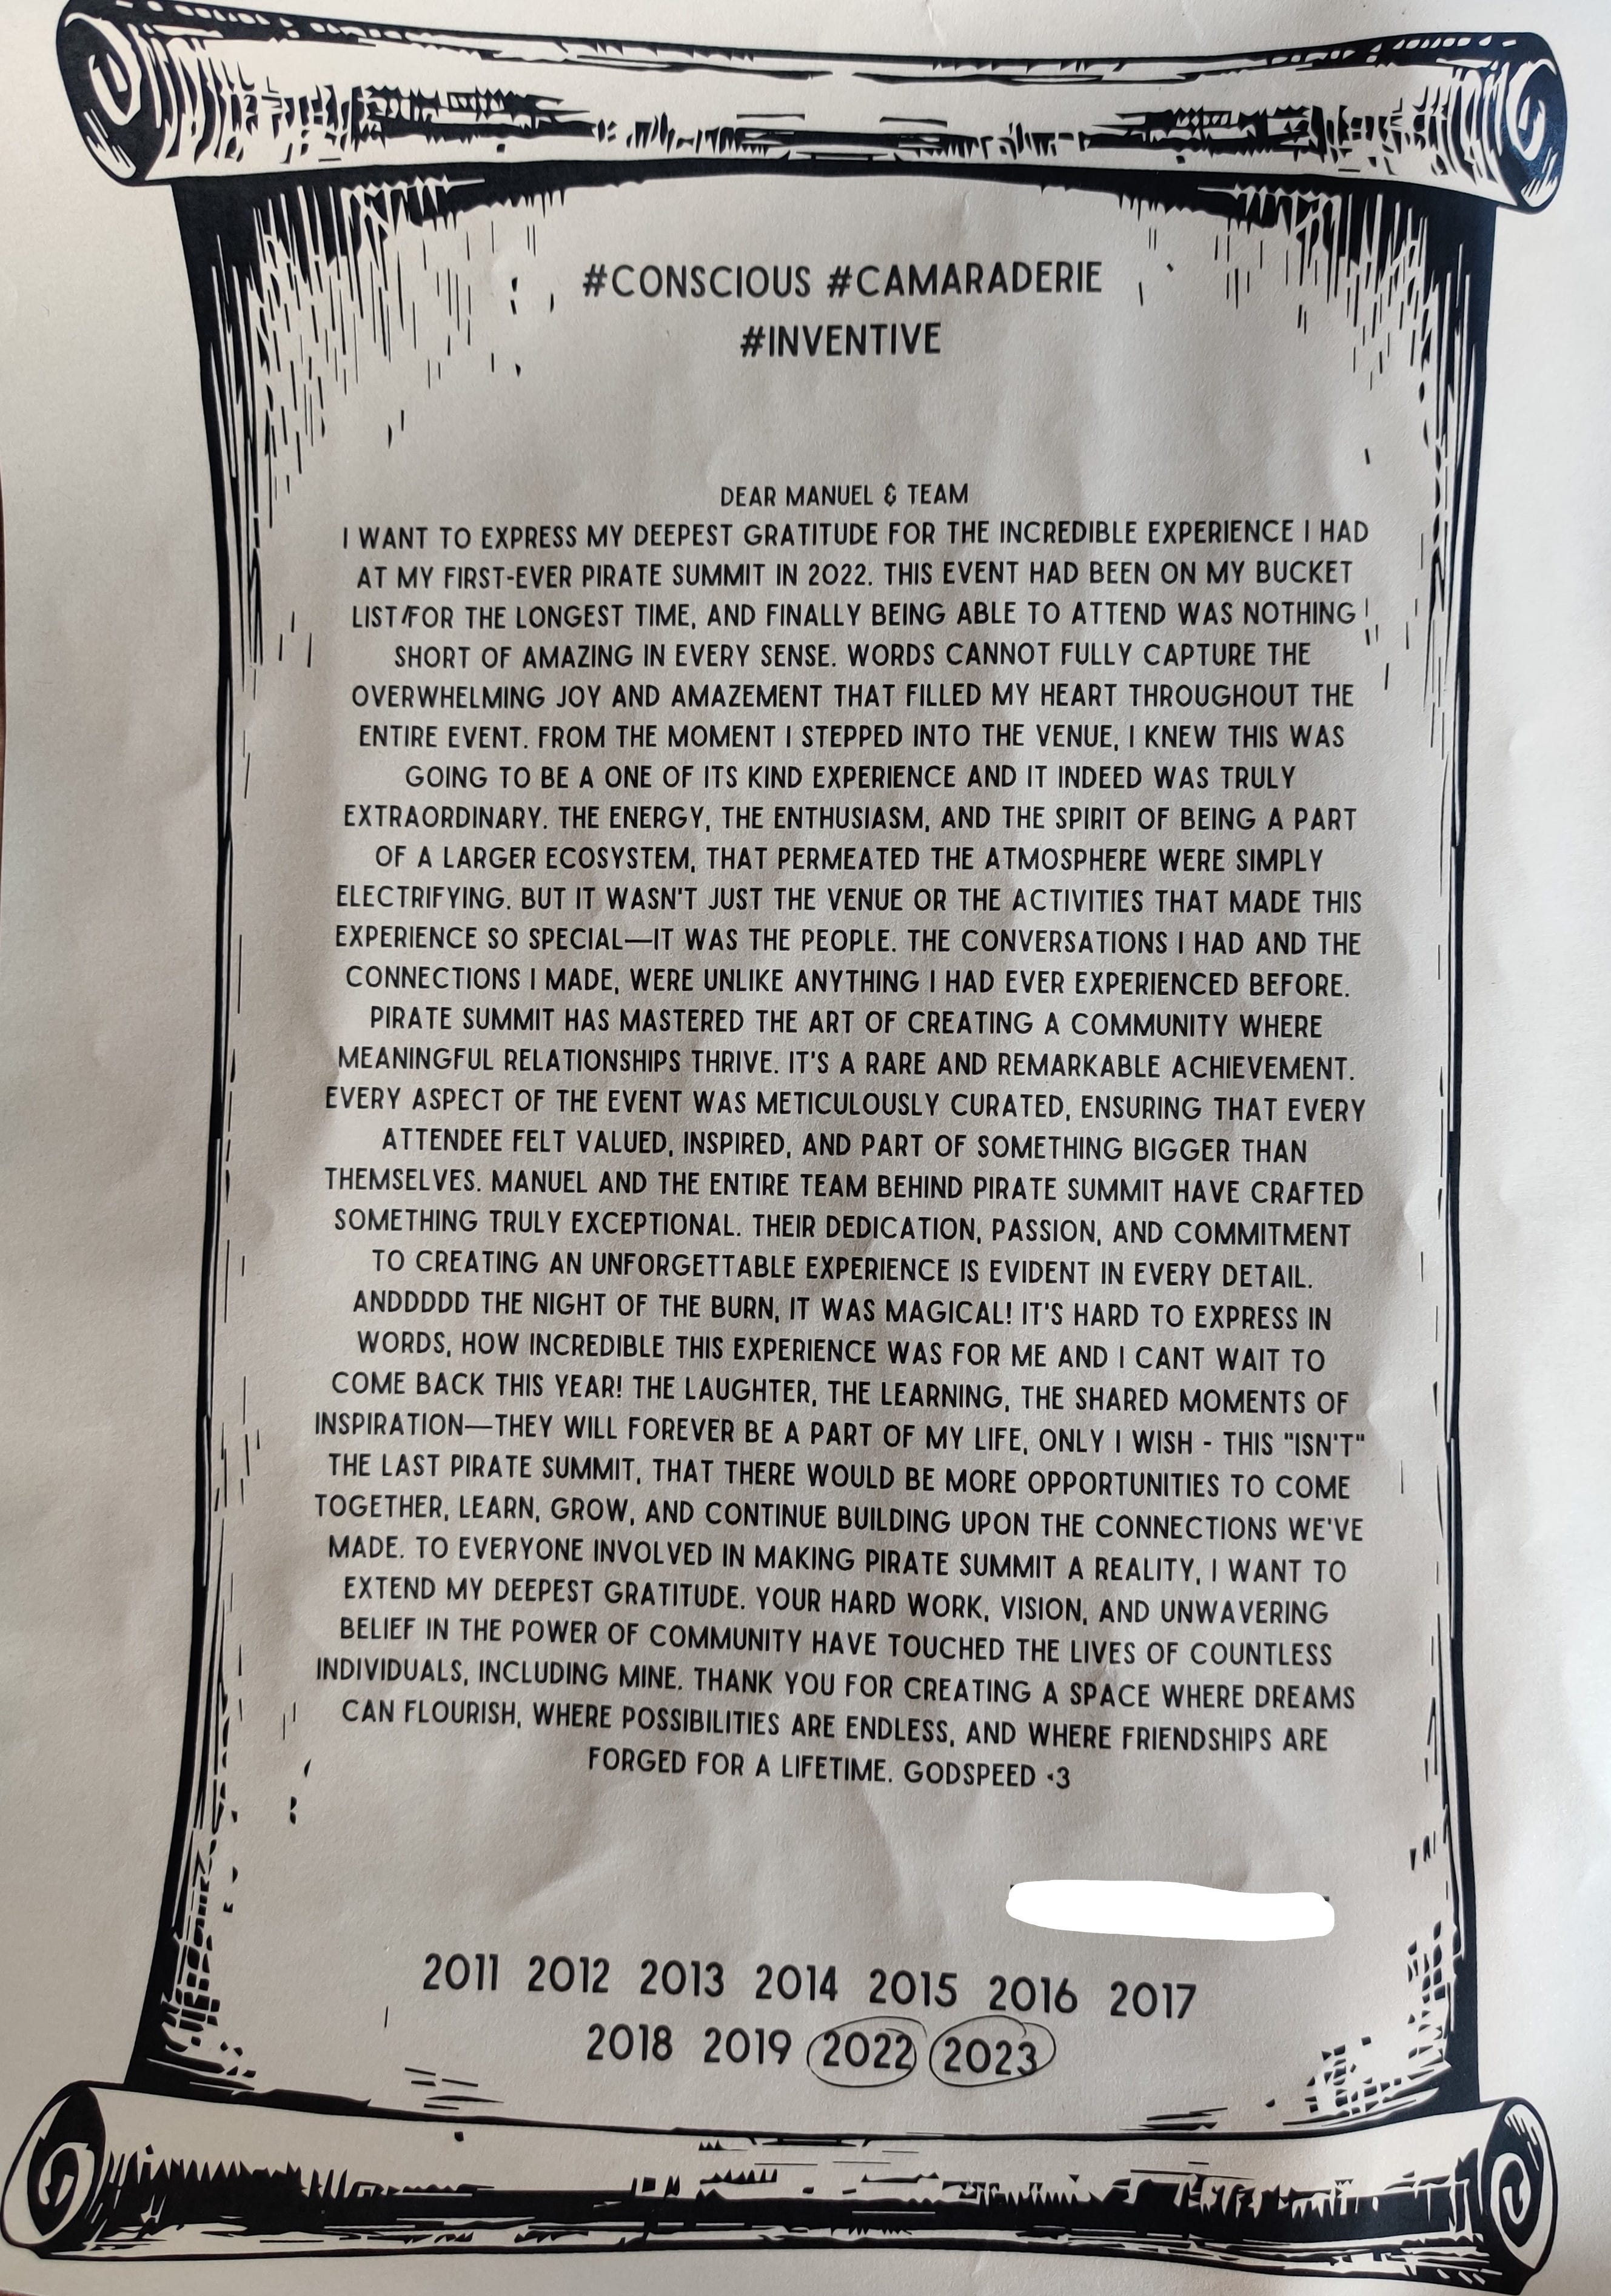 #CONSCIOUS #CAMARADERIE
#INVENTIVE
DEAR MANUEL & TEAM
I WANT TO EXPRESS MY DEEPEST GRATITUDE FOR THE INCREDIBLE EXPERIENCE I HAD
AT MY FIRST-EVER PIRATE SUMMIT IN 2022. THIS EVENT HAD BEEN ON MY BUCKET
LIST FOR THE LONGEST TIME, AND FINALLY BEING ABLE TO ATTEND WAS NOTHING
SHORT OF AMAZING IN EVERY SENSE. WORDS CANNOT FULLY CAPTURE THE
OVERWHELMING JOY AND AMAZEMENT THAT FILLED MY HEART THROUGHOUT THE
ENTIRE EVENT. FROM THE MOMENT I STEPPED INTO THE VENUE, I KNEW THIS WAS
GOING TO BE A ONE OF ITS KIND EXPERIENCE AND IT INDEED WAS TRULY
EXTRAORDINARY. THE ENERGY, THE ENTHUSIASM, AND THE SPIRIT OF BEING A PART
OF A LARGER ECOSYSTEM, THAT PERMEATED THE ATMOSPHERE WERE SIMPLY
ELECTRIFYING. BUT IT WASN'T JUST THE VENUE OR THE ACTIVITIES THAT MADE THIS
EXPERIENCE SO SPECIAL—IT WAS THE PEOPLE. THE CONVERSATIONS I HAD AND THE
CONNECTIONS I MADE, WERE UNLIKE ANYTHING I HAD EVER EXPERIENCED BEFORE.
PIRATE SUMMIT HAS MASTERED THE ART OF CREATING A COMMUNITY WHERE
MEANINGFUL RELATIONSHIPS THRIVE. IT'S A RARE AND REMARKABLE ACHIEVEMENT.
EVERY ASPECT OF THE EVENT WAS METICULOUSLY CURATED, ENSURING THAT EVERY
ATTENDEE FELT VALUED, INSPIRED, AND PART OF SOMETHING BIGGER THAN
THEMSELVES. MANUEL AND THE ENTIRE TEAM BEHIND PIRATE SUMMIT HAVE CRAFTED
SOMETHING TRULY EXCEPTIONAL. THEIR DEDICATION, PASSION, AND COMMITMENT
TO CREATING AN UNFORGETTABLE EXPERIENCE IS EVIDENT IN EVERY DETAIL.
ANDDDDD THE NIGHT OF THE BURN, IT WAS MAGICAL! IT'S HARD TO EXPRESS IN
WORDS, HOW INCREDIBLE THIS EXPERIENCE WAS FOR ME AND I CANT WAIT TO
COME BACK THIS YEAR! THE LAUGHTER, THE LEARNING, THE SHARED MOMENTS OF
INSPIRATION—THEY WILL FOREVER BE A PART OF MY LIFE, ONLY I WISH - THIS "ISN'T"
THE LAST PIRATE SUMMIT, THAT THERE WOULD BE MORE OPPORTUNITIES TO COME
TOGETHER, LEARN, GROW, AND CONTINUE BUILDING UPON THE CONNECTIONS WE'VE
MADE. TO EVERYONE INVOLVED IN MAKING PIRATE SUMMIT A REALITY, I WANT TO
EXTEND MY DEEPEST GRATITUDE. YOUR HARD WORK, VISION, AND UNWAVERING
BELIEF IN THE POWER OF COMMUNITY HAVE TOUCHED THE LIVES OF COUNTLESS
INDIVIDUALS, INCLUDING MINE. THANK YOU FOR CREATING A SPACE WHERE DREAMS
CAN FLOURISH, WHERE POSSIBILITIES ARE ENDLESS, AND WHERE FRIENDSHIPS ARE
FORGED FOR A LIFETIME. GODSPEED <3
2011 2012 2013 2014 2015 2016 2017
2018 2019 2022 2023